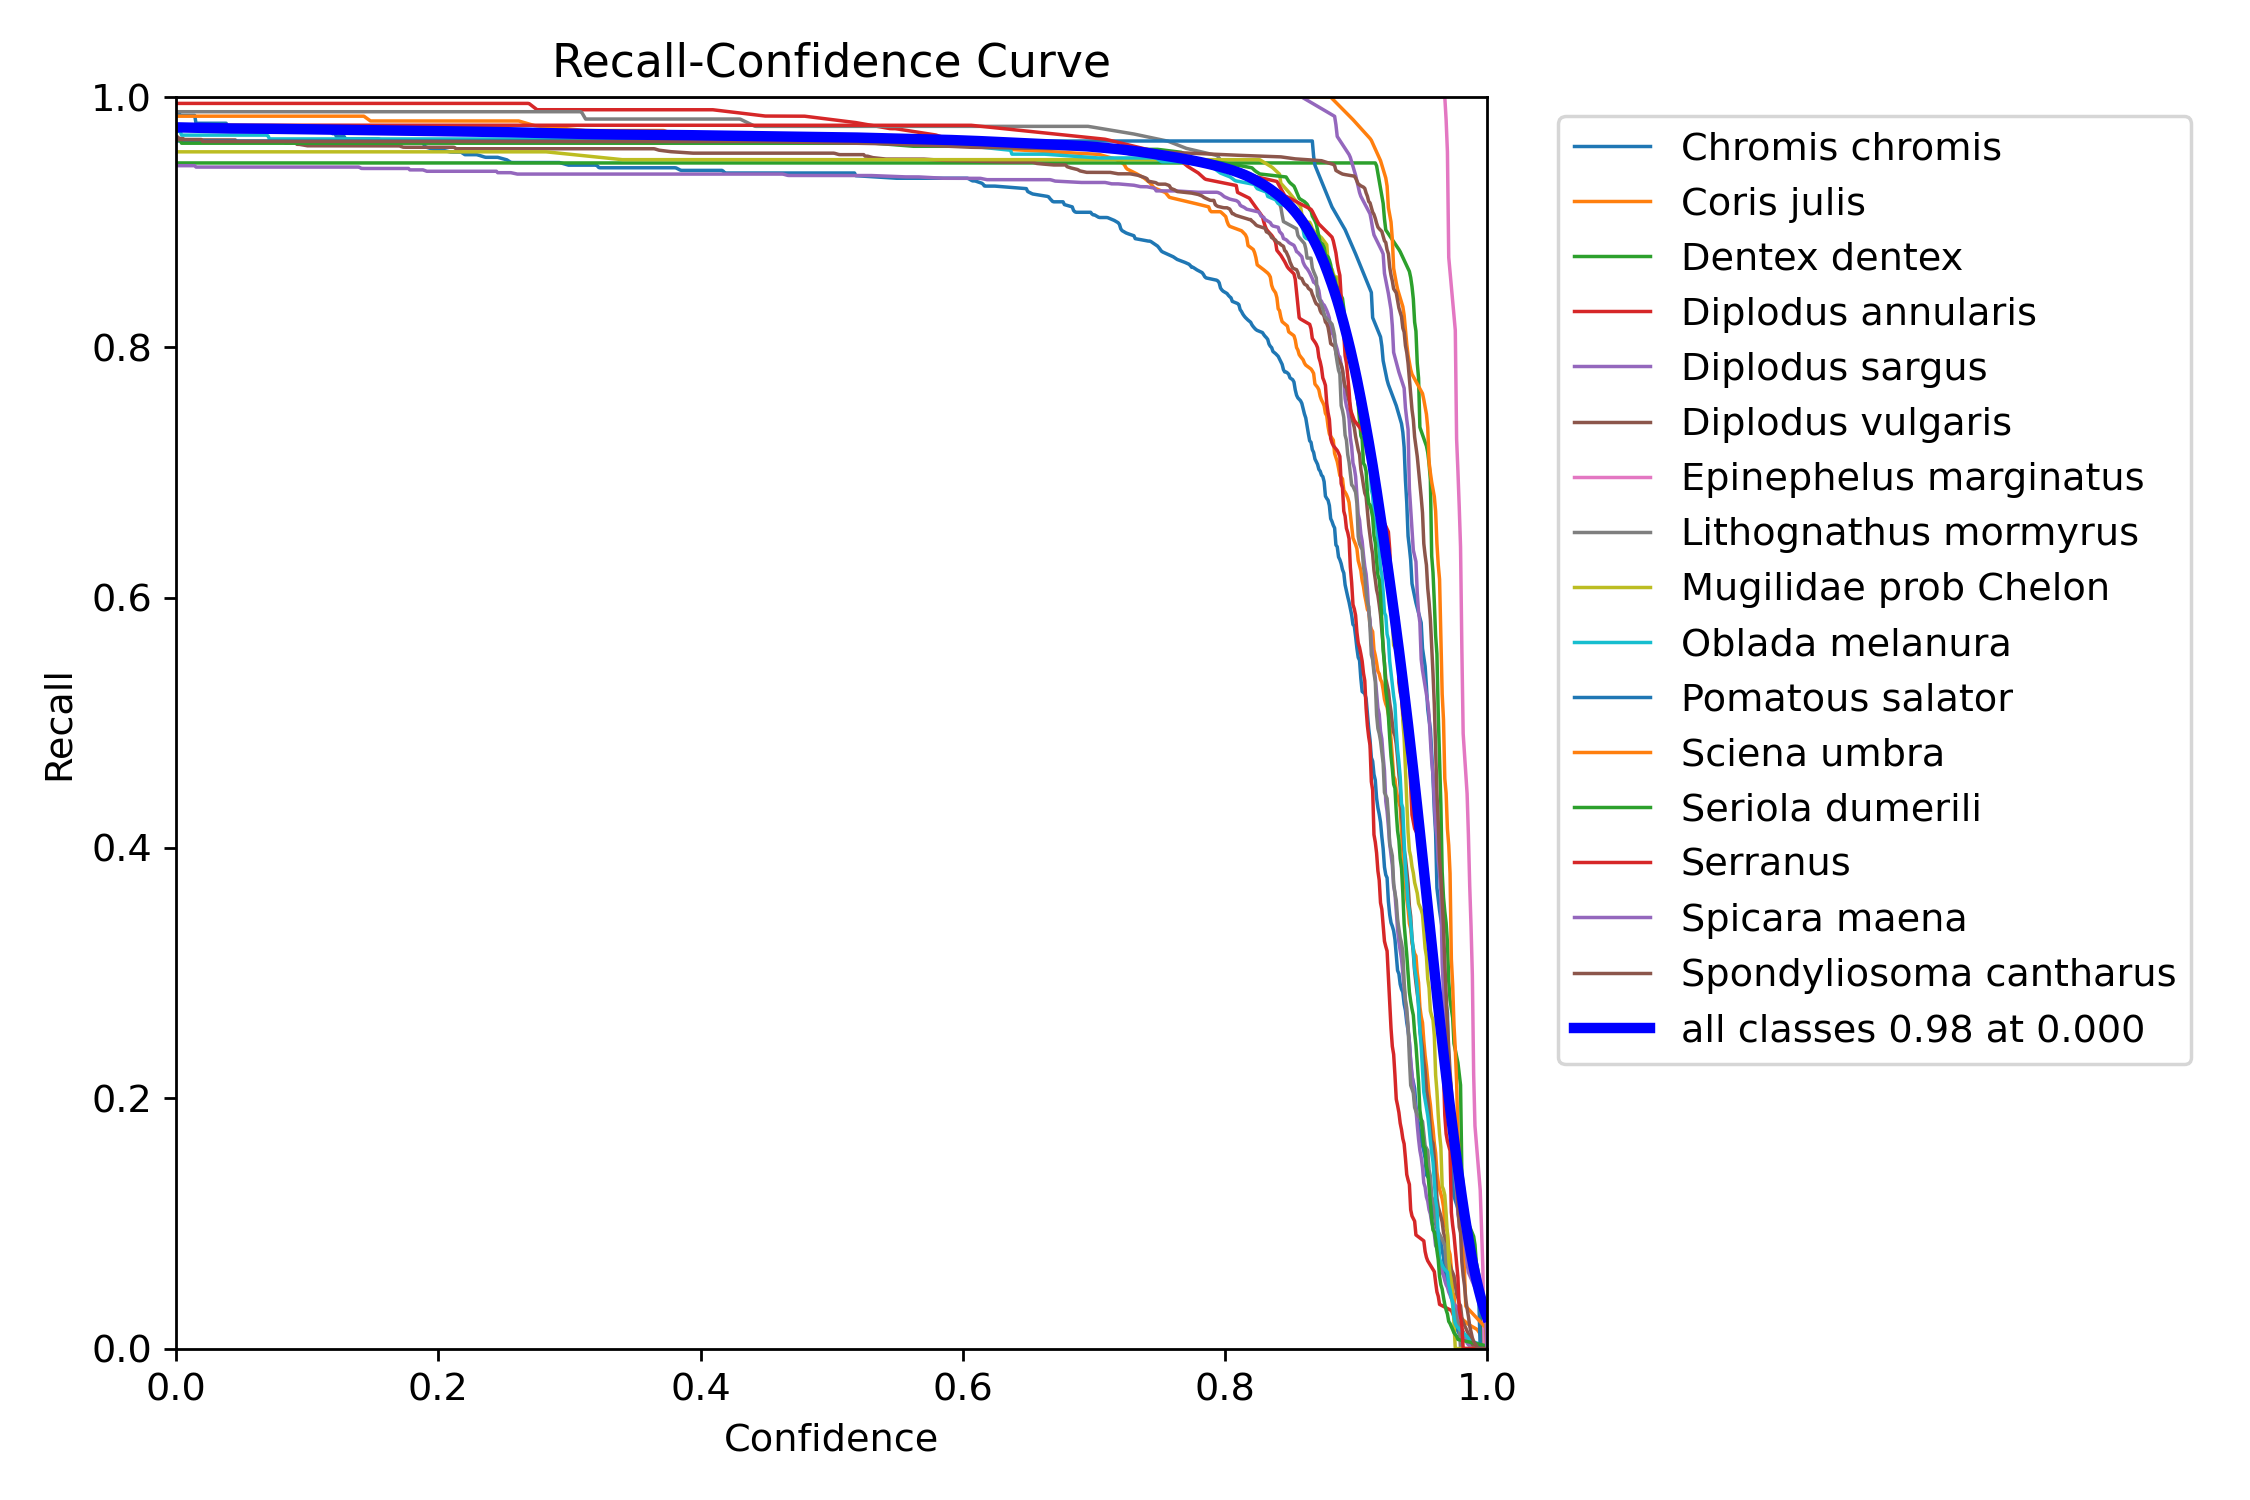 Recall-Confidence Curve
1.0
0.8
0.6
0.4
0.2
0.0
Recall
0.0 0.2 0.4 0.6 0.8 1.0
Confidence
Chromis chromis
Coris julis
Dentex dentex
Diplodus annularis
Diplodus sargus
Diplodus vulgaris
Epinephelus marginatus
Lithognathus mormyrus
Mugilidae prob Chelon
Oblada melanura
Pomatous salator
Sciena umbra
Seriola dumerili
Serranus
Spicara maena
Spondyliosoma cantharus
all classes 0.98 at 0.000